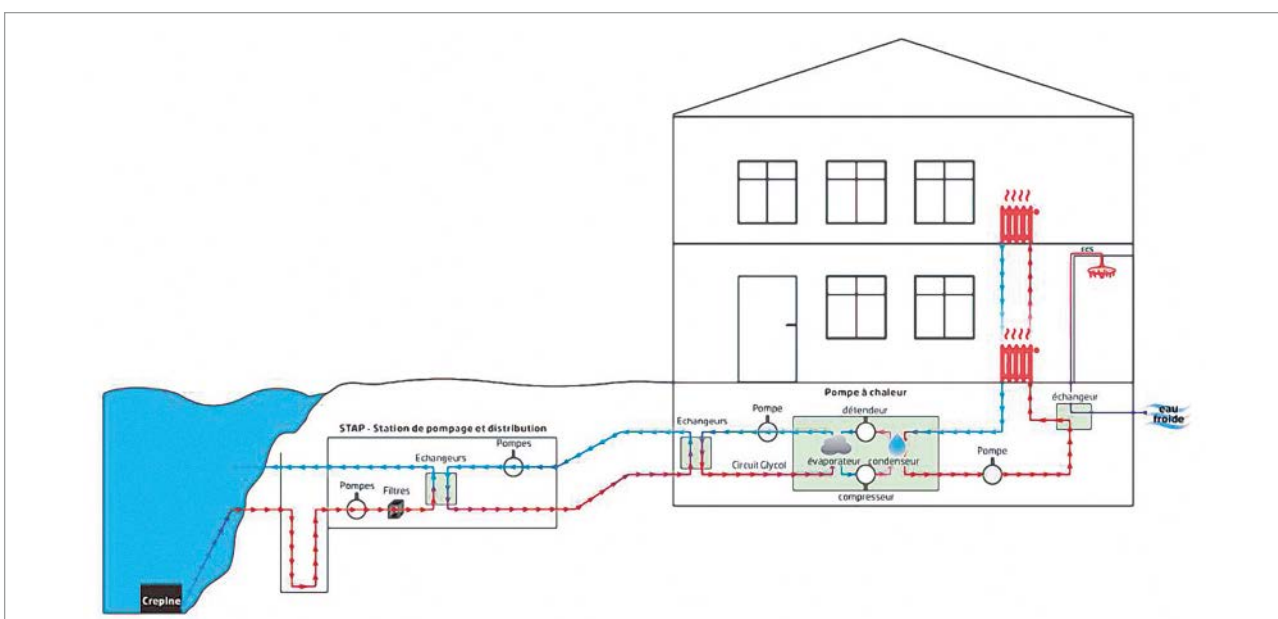 ECS
Pompe à chaleur
échangeur
Pompe
détendeur
eau
froide
Echangeurs
STAP - Station de pompage et distribution
Pompes
Echangeurs
évaporateur
condenseur
Pompe
Circuit Glycol
Pompes
Filtres
compresseur
Crepine